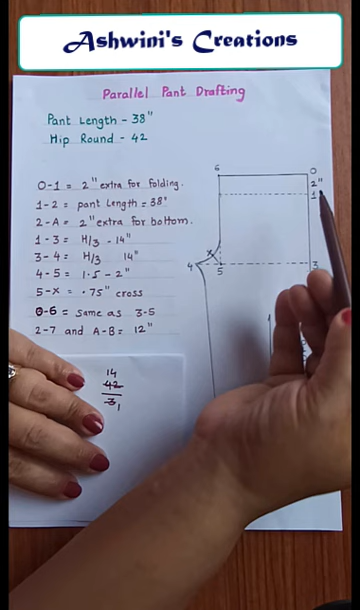 Ashwini's Creations
Parallel Pant Drafting
Pant Length - 38"
Hip Round - 42
0-1 = 2" extra for folding.
1-2 = pant Length = 38"
2-A = 2" extra for bottom.
1-3 = H/3 - 14"
3-4 = H/3 14"
4-5 = 1.5 - 2"
5-x = .75" cross
0-6 = same as 3-5
2-7 and A-B = 12"
6
0
2"
1
x
4
5
3
14
42
3
1